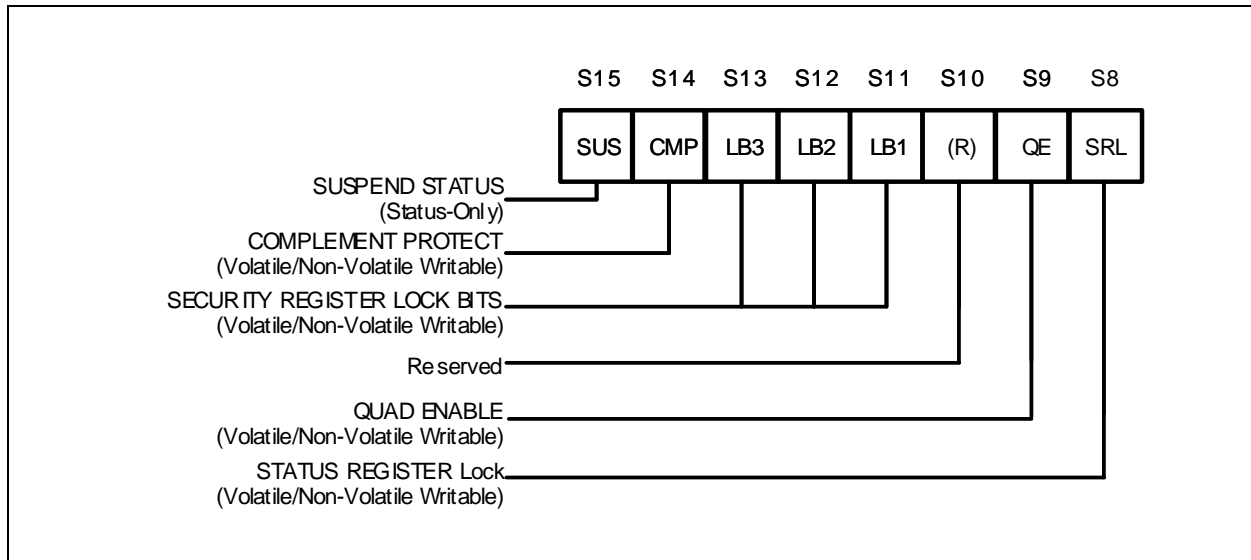 S15 S14 S13 S12 S11 S10 S9 S8
SUS CMP LB3 LB2 LB1 (R) QE SRL
SUSPEND STATUS
(Status-Only)
COMPLEMENT PROTECT
(Volatile/Non-Volatile Writable)
SECURITY REGISTER LOCK BITS
(Volatile/Non-Volatile Writable)
Reserved
QUAD ENABLE
(Volatile/Non-Volatile Writable)
STATUS REGISTER Lock
(Volatile/Non-Volatile Writable)